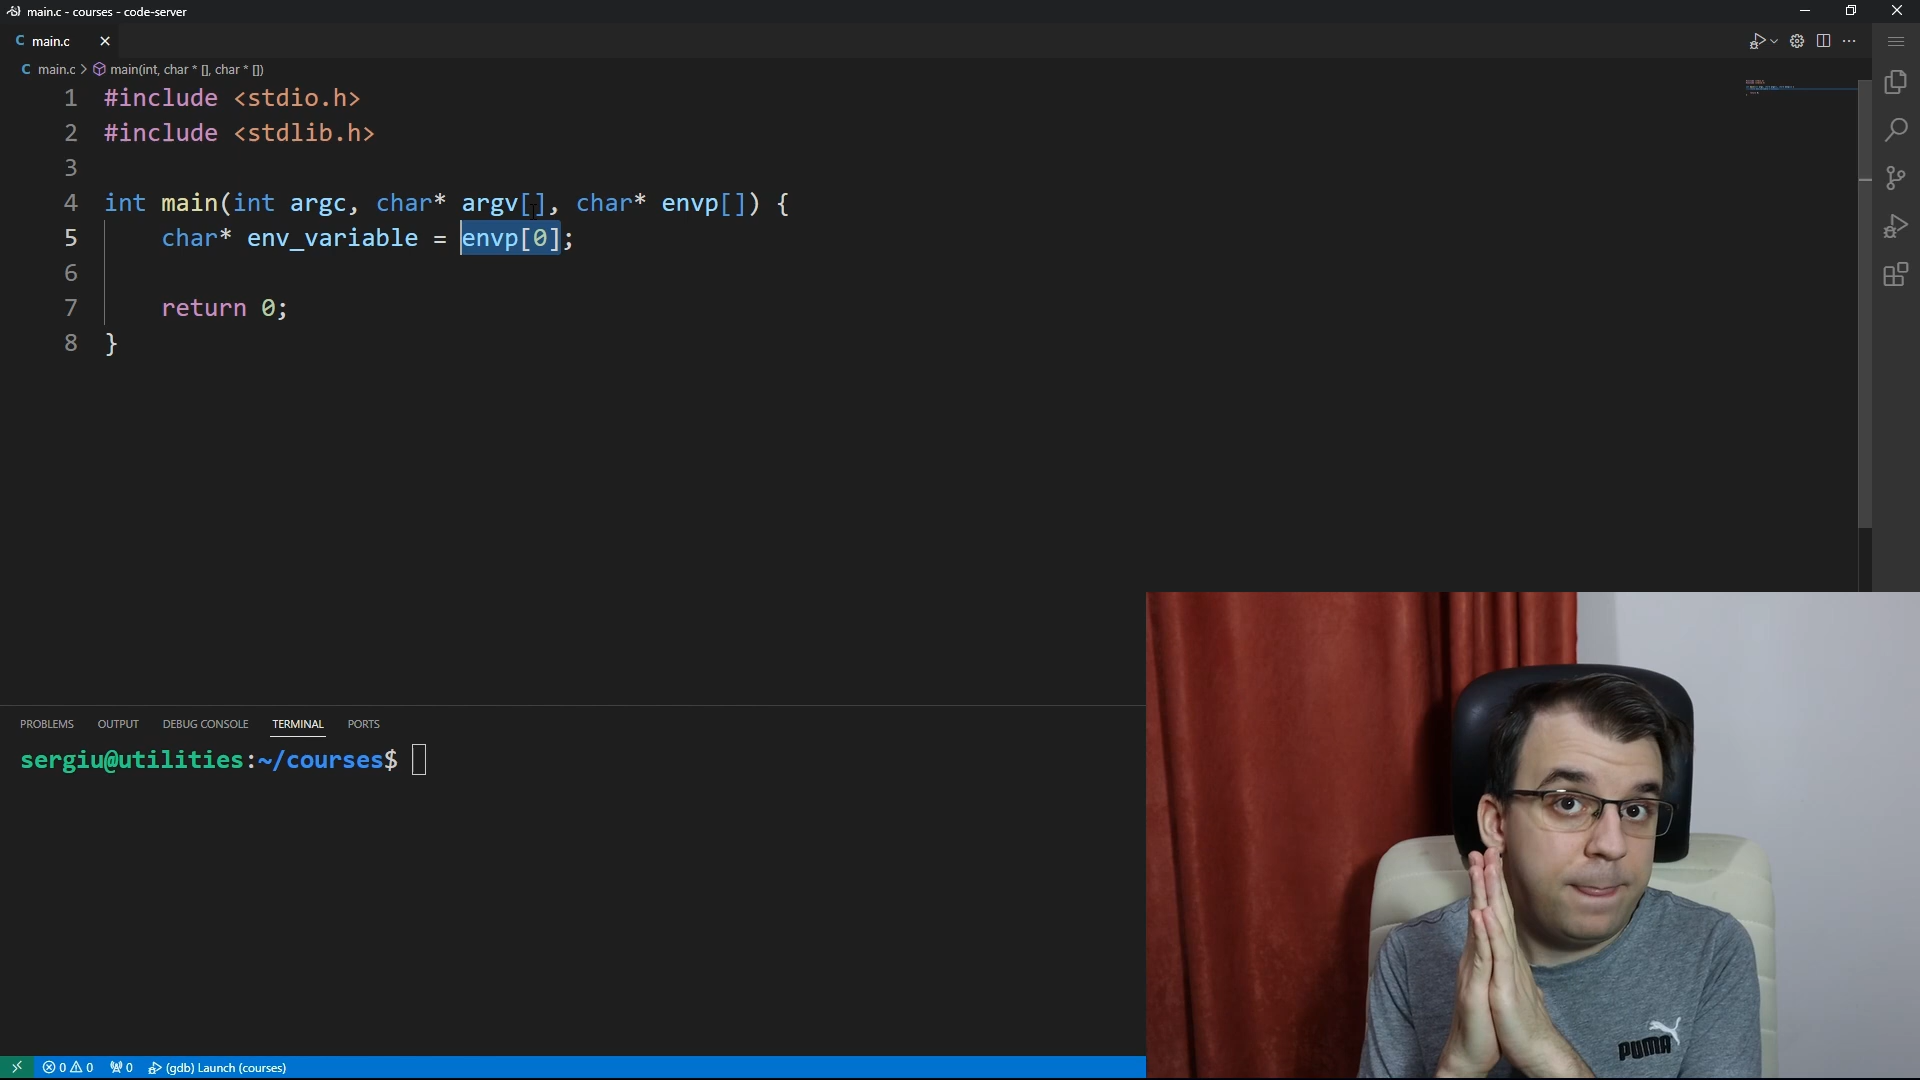 main.c - courses - code-server
C main.c
C main.c > main(int, char * [], char * [])
1 #include <stdio.h>
2 #include <stdlib.h>
3
4 int main(int argc, char* argv[], char* envp[]) {
5 char* env_variable = envp[0];
6
7 return 0;
8 }
PROBLEMS OUTPUT DEBUG CONSOLE TERMINAL PORTS
sergiu@utilities:~/courses$
0 0 0 (gdb) Launch (courses)
PUMA